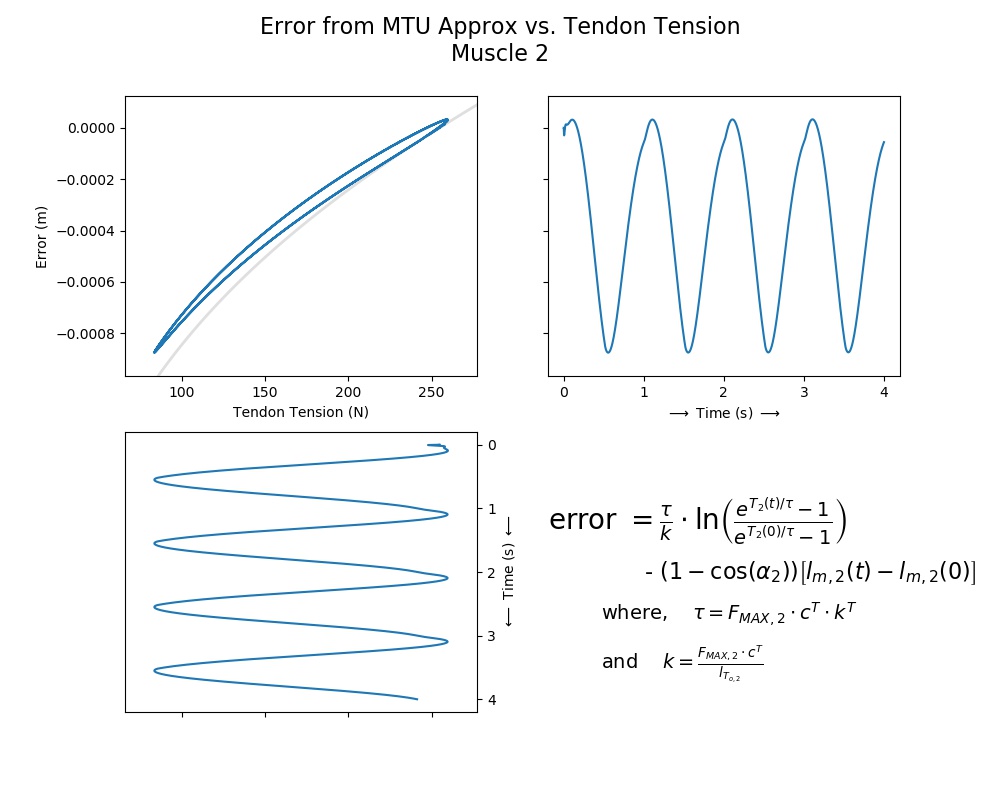 Error from MTU Approx vs. Tendon Tension
Muscle 2
0.0000
−0.0002
−0.0004
−0.0006
−0.0008
Error (m)
100 150 200 250
Tendon Tension (N)
0 1 2 3 4
⟶ Time (s) ⟶
0
1
2
3
4
⟵ Time (s) ⟵
error = τ/k · ln((e^{T₂(t)/τ} − 1)/(e^{T₂(0)/τ} − 1))
- (1 − cos(α₂))[l_{m,2}(t) − l_{m,2}(0)]
where, τ = F_{MAX,2} · c^T · k^T
and k = F_{MAX,2} · c^T / l_{T_{o,2}}